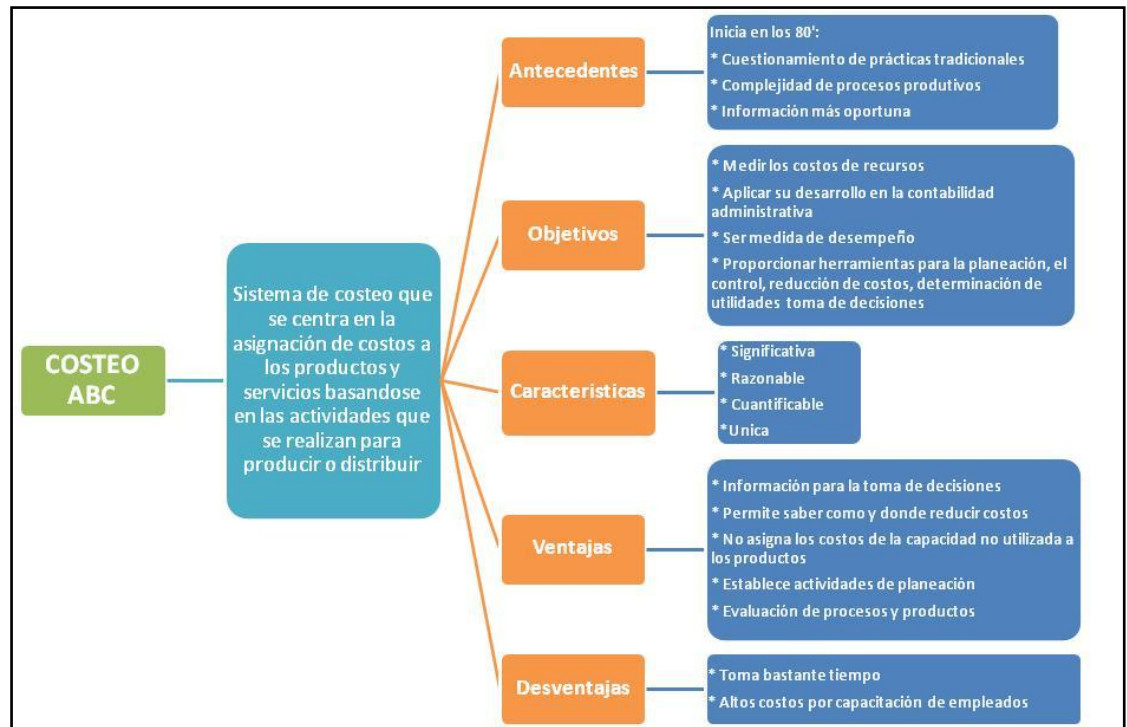 COSTEO
ABC
Sistema de costeo que
se centra en la
asignación de costos a
los productos y
servicios basandose
en las actividades que
se realizan para
producir o distribuir
Antecedentes
Inicia en los 80':
* Cuestionamiento de prácticas tradicionales
* Complejidad de procesos produtivos
* Información más oportuna
Objetivos
* Medir los costos de recursos
* Aplicar su desarrollo en la contabilidad
administrativa
* Ser medida de desempeño
* Proporcionar herramientas para la planeación, el
control, reducción de costos, determinación de
utilidades toma de decisiones
Caracteristicas
* Significativa
* Razonable
* Cuantificable
*Unica
Ventajas
* Información para la toma de decisiones
* Permite saber como y donde reducir costos
* No asigna los costos de la capacidad no utilizada a
los productos
* Establece actividades de planeación
* Evaluación de procesos y productos
Desventajas
* Toma bastante tiempo
* Altos costos por capacitación de empleados